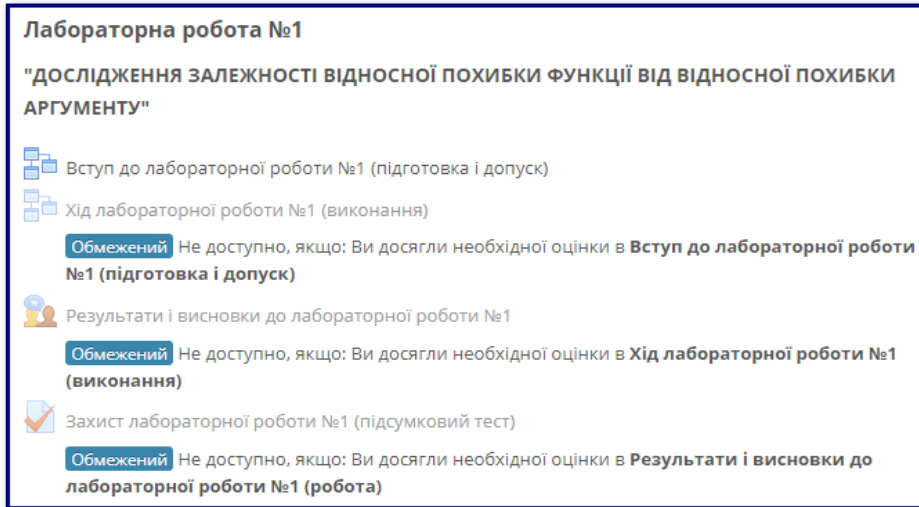 Лабораторна робота №1
"ДОСЛІДЖЕННЯ ЗАЛЕЖНОСТІ ВІДНОСНОЇ ПОХИБКИ ФУНКЦІЇ ВІД ВІДНОСНОЇ ПОХИБКИ
АРГУМЕНТУ"
Вступ до лабораторної роботи №1 (підготовка і допуск)
Хід лабораторної роботи №1 (виконання)
Обмежений Не доступно, якщо: Ви досягли необхідної оцінки в Вступ до лабораторної роботи
№1 (підготовка і допуск)
Результати і висновки до лабораторної роботи №1
Обмежений Не доступно, якщо: Ви досягли необхідної оцінки в Хід лабораторної роботи №1
(виконання)
Захист лабораторної роботи №1 (підсумковий тест)
Обмежений Не доступно, якщо: Ви досягли необхідної оцінки в Результати і висновки до
лабораторної роботи №1 (робота)